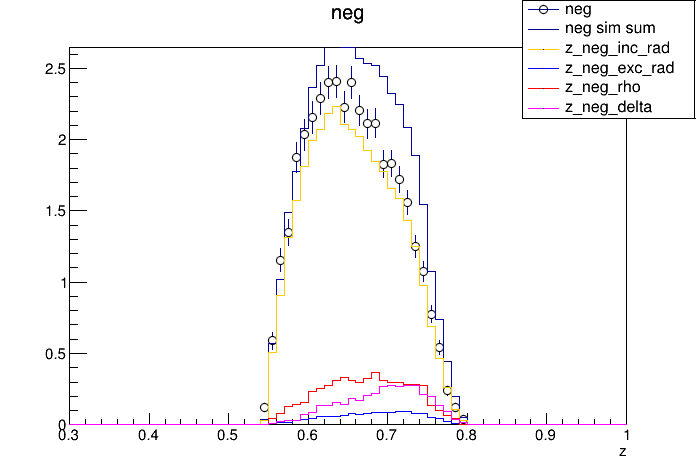 neg
neg
neg sim sum
z_neg_inc_rad
z_neg_exc_rad
z_neg_rho
z_neg_delta
2.5
2
1.5
1
0.5
0
0.3 0.4 0.5 0.6 0.7 0.8 0.9 1
z